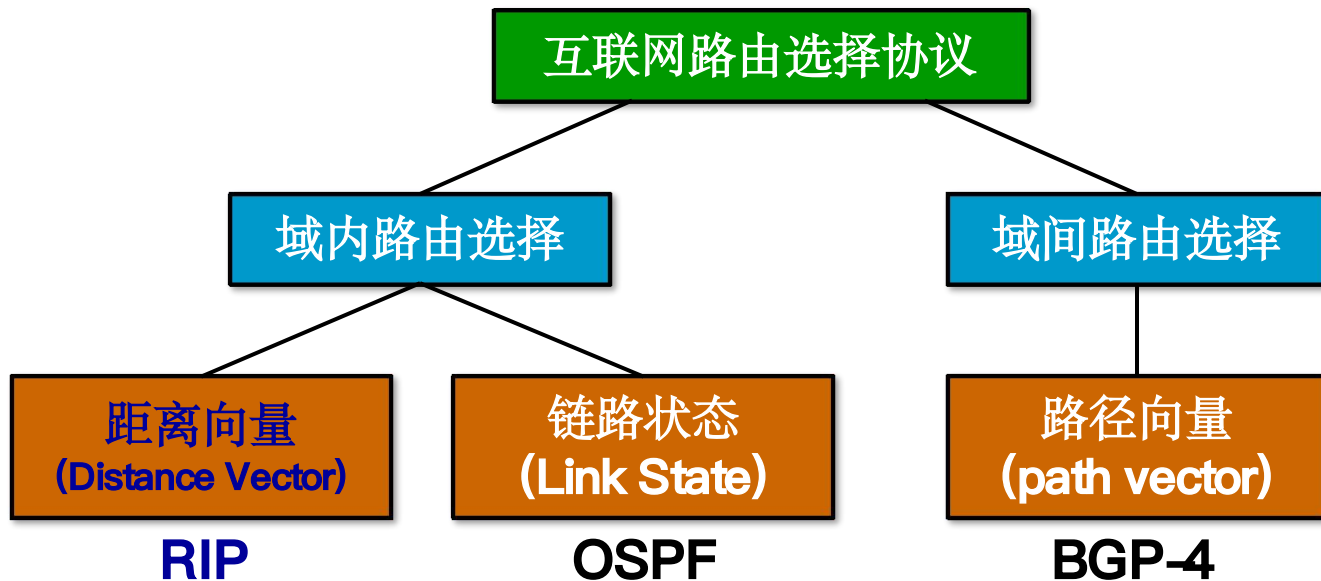 互联网路由选择协议
域内路由选择
域间路由选择
距离向量
(Distance Vector)
链路状态
(Link State)
路径向量
(path vector)
RIP
OSPF
BGP-4